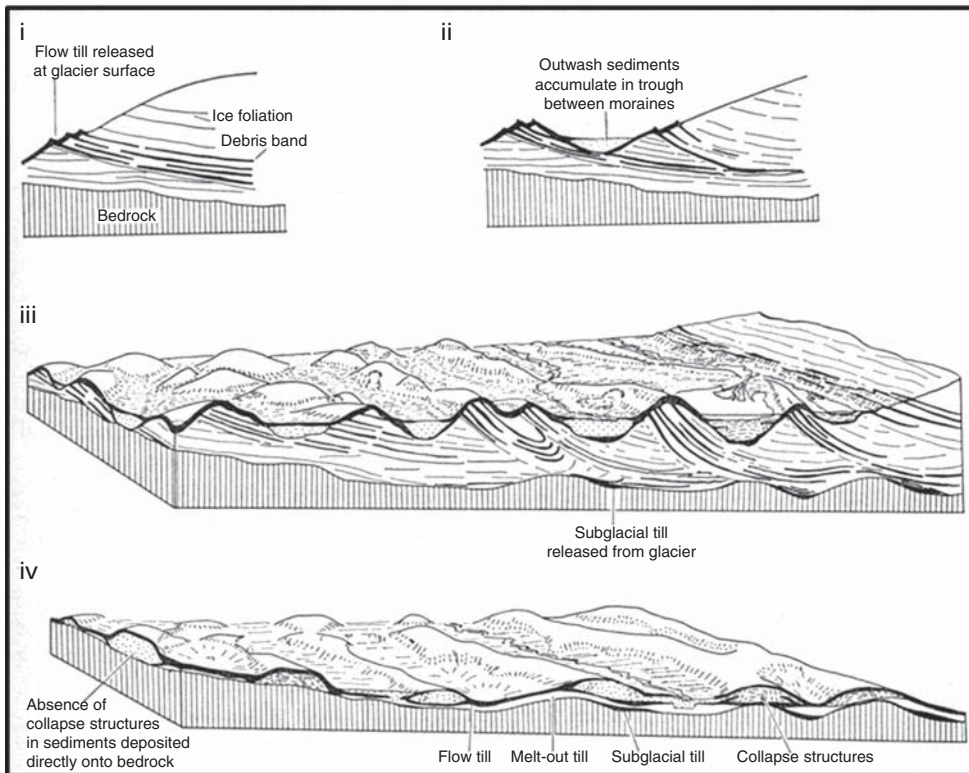 i
Flow till released
at glacier surface
Ice foliation
Debris band
Bedrock
ii
Outwash sediments
accumulate in trough
between moraines
iii
Subglacial till
released from glacier
iv
Absence of
collapse structures
in sediments deposited
directly onto bedrock
Flow till
Melt-out till
Subglacial till
Collapse structures